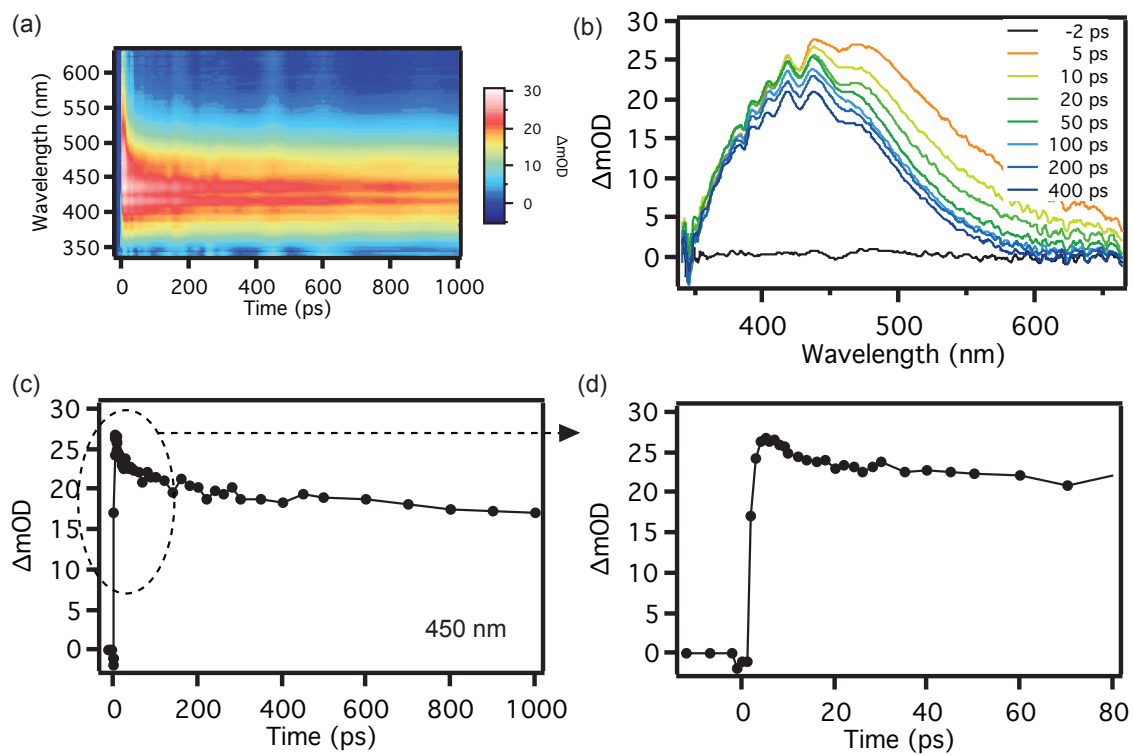 (a)
600
550
500
450
400
350
Wavelength (nm)
0 200 400 600 800 1000
Time (ps)
30
20
10
0
ΔmOD
(b)
30
25
20
15
10
5
0
ΔmOD
400 500 600
Wavelength (nm)
-2 ps
5 ps
10 ps
20 ps
50 ps
100 ps
200 ps
400 ps
(c)
30
25
20
15
10
5
0
ΔmOD
450 nm
0 200 400 600 800 1000
Time (ps)
(d)
30
25
20
15
10
5
0
ΔmOD
0 20 40 60 80
Time (ps)